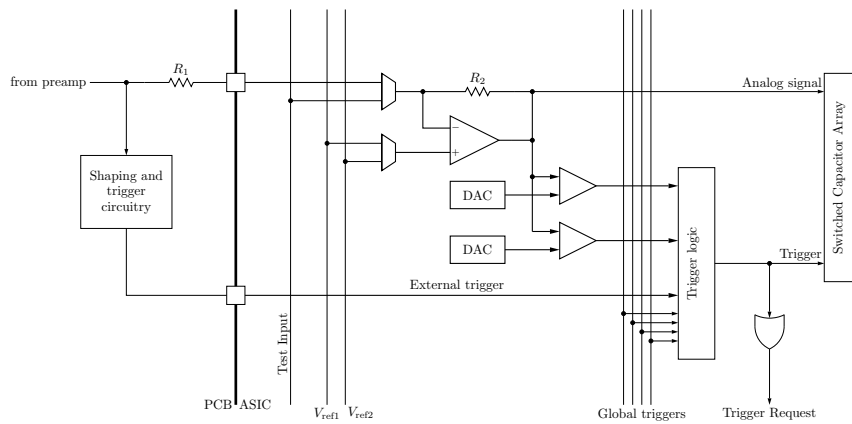 from preamp
R1
R2
Analog signal
Switched Capacitor Array
−
+
Shaping and
trigger
circuitry
DAC
DAC
Trigger logic
Trigger
External trigger
Test Input
PCB ASIC
Vref1 Vref2
Global triggers
Trigger Request